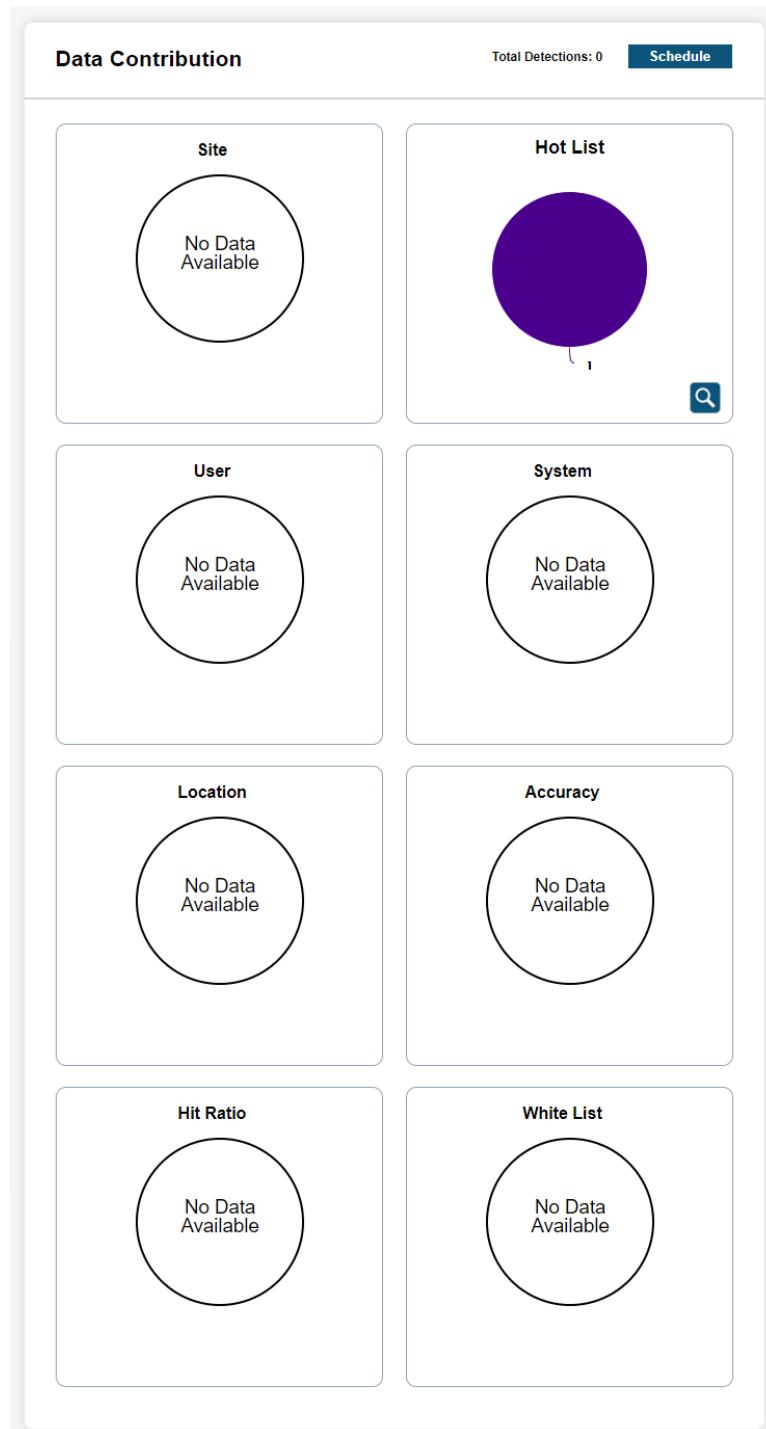 Data Contribution
Total Detections: 0
Schedule
Site
No Data
Available
Hot List
1
User
No Data
Available
System
No Data
Available
Location
No Data
Available
Accuracy
No Data
Available
Hit Ratio
No Data
Available
White List
No Data
Available